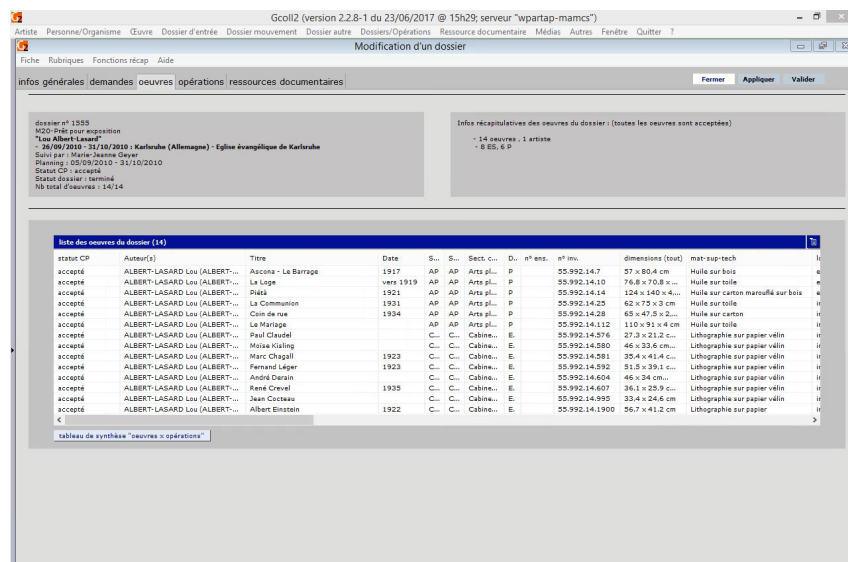 Gcoll2 (version 2.2.8-1 du 23/06/2017 @ 15h29; serveur "wpartap-mamcs")
Artiste Personne/Organisme Œuvre Dossier d'entrée Dossier mouvement Dossier autre Dossiers/Opérations Ressource documentaire Médias Autres Fenêtre Quitter ?
Modification d'un dossier
Fiche Rubriques Fonctions récap Aide
infos générales demandes oeuvres opérations ressources documentaires Fermer Appliquer Valider
dossier n° 1555
M20-Prêt pour exposition
"Lou Albert-Lasard"
- 26/09/2010 - 31/10/2010 : Karlsruhe (Allemagne) - Eglise évangélique de Karlsruhe
Suivi par : Marie-Jeanne Geyer
Planning : 05/09/2010 - 31/10/2010
Statut CP : accepté
Statut dossier : terminé
Nb total d'oeuvres : 14/14
Infos récapitulatives des oeuvres du dossier : (toutes les oeuvres sont acceptées)
- 14 oeuvres , 1 artiste
- 8 ES, 6 P
liste des oeuvres du dossier (14)
statut CP Auteur(s) Titre Date S... S... Sect. c... D.. n° ens. n° inv. dimensions (tout) mat-sup-tech
accepté ALBERT-LASARD Lou (ALBERT-... Ascona - Le Barrage 1917 AP AP Arts pl... P 55.992.14.7 57 x 80.4 cm Huile sur bois
accepté ALBERT-LASARD Lou (ALBERT-... La Loge vers 1919 AP AP Arts pl... P 55.992.14.10 76,8 x 70.8 x ... Huile sur toile
accepté ALBERT-LASARD Lou (ALBERT-... Piétà 1921 AP AP Arts pl... P 55.992.14.14 124 x 140 x 4,... Huile sur carton marouflé sur bois
accepté ALBERT-LASARD Lou (ALBERT-... La Communion 1931 AP AP Arts pl... P 55.992.14.25 62 x 75 x 3 cm Huile sur toile
accepté ALBERT-LASARD Lou (ALBERT-... Coin de rue 1934 AP AP Arts pl... P 55.992.14.28 65 x 47.5 x 2,... Huile sur carton
accepté ALBERT-LASARD Lou (ALBERT-... Le Mariage AP AP Arts pl... P 55.992.14.112 110 x 91 x 4 cm Huile sur toile
accepté ALBERT-LASARD Lou (ALBERT-... Paul Claudel C... C... Cabine... E. 55.992.14.576 27.3 x 21.2 c... Lithographie sur papier vélin
accepté ALBERT-LASARD Lou (ALBERT-... Moïse Kisling C... C... Cabine... E. 55.992.14.580 46 x 33.6 cm... Lithographie sur papier vélin
accepté ALBERT-LASARD Lou (ALBERT-... Marc Chagall 1923 C... C... Cabine... E. 55.992.14.581 35.4 x 41.4 c... Lithographie sur papier vélin
accepté ALBERT-LASARD Lou (ALBERT-... Fernand Léger 1923 C... C... Cabine... E. 55.992.14.592 51.5 x 39,1 c... Lithographie sur papier vélin
accepté ALBERT-LASARD Lou (ALBERT-... André Derain C... C... Cabine... E. 55.992.14.604 46 x 34 cm... Lithographie sur papier vélin
accepté ALBERT-LASARD Lou (ALBERT-... René Crevel 1935 C... C... Cabine... E. 55.992.14.607 36.1 x 25.9 c... Lithographie sur papier vélin
accepté ALBERT-LASARD Lou (ALBERT-... Jean Cocteau C... C... Cabine... E. 55.992.14.995 33.4 x 24.6 cm Lithographie sur papier vélin
accepté ALBERT-LASARD Lou (ALBERT-... Albert Einstein 1922 C... C... Cabine... E. 55.992.14.1900 56.7 x 41.2 cm Lithographie sur papier
tableau de synthèse "oeuvres x opérations"